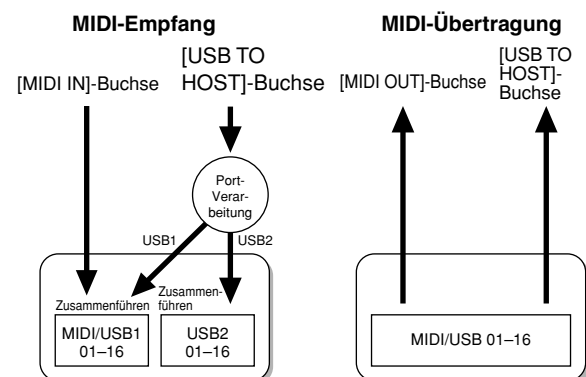 MIDI-Empfang
[MIDI IN]-Buchse
[USB TO
HOST]-Buchse
Port-
Verar-
beitung
USB1
USB2
Zusammenführen
Zusammen-
führen
MIDI/USB1
01–16
USB2
01–16
MIDI-Übertragung
[MIDI OUT]-Buchse
[USB TO
HOST]-
Buchse
MIDI/USB 01–16